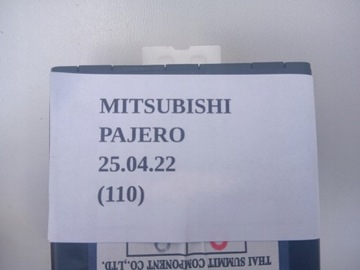 MITSUBISHI
PAJERO
25.04.22
(110)
THAI SUMMIT COMPONENT CO.,LTD.